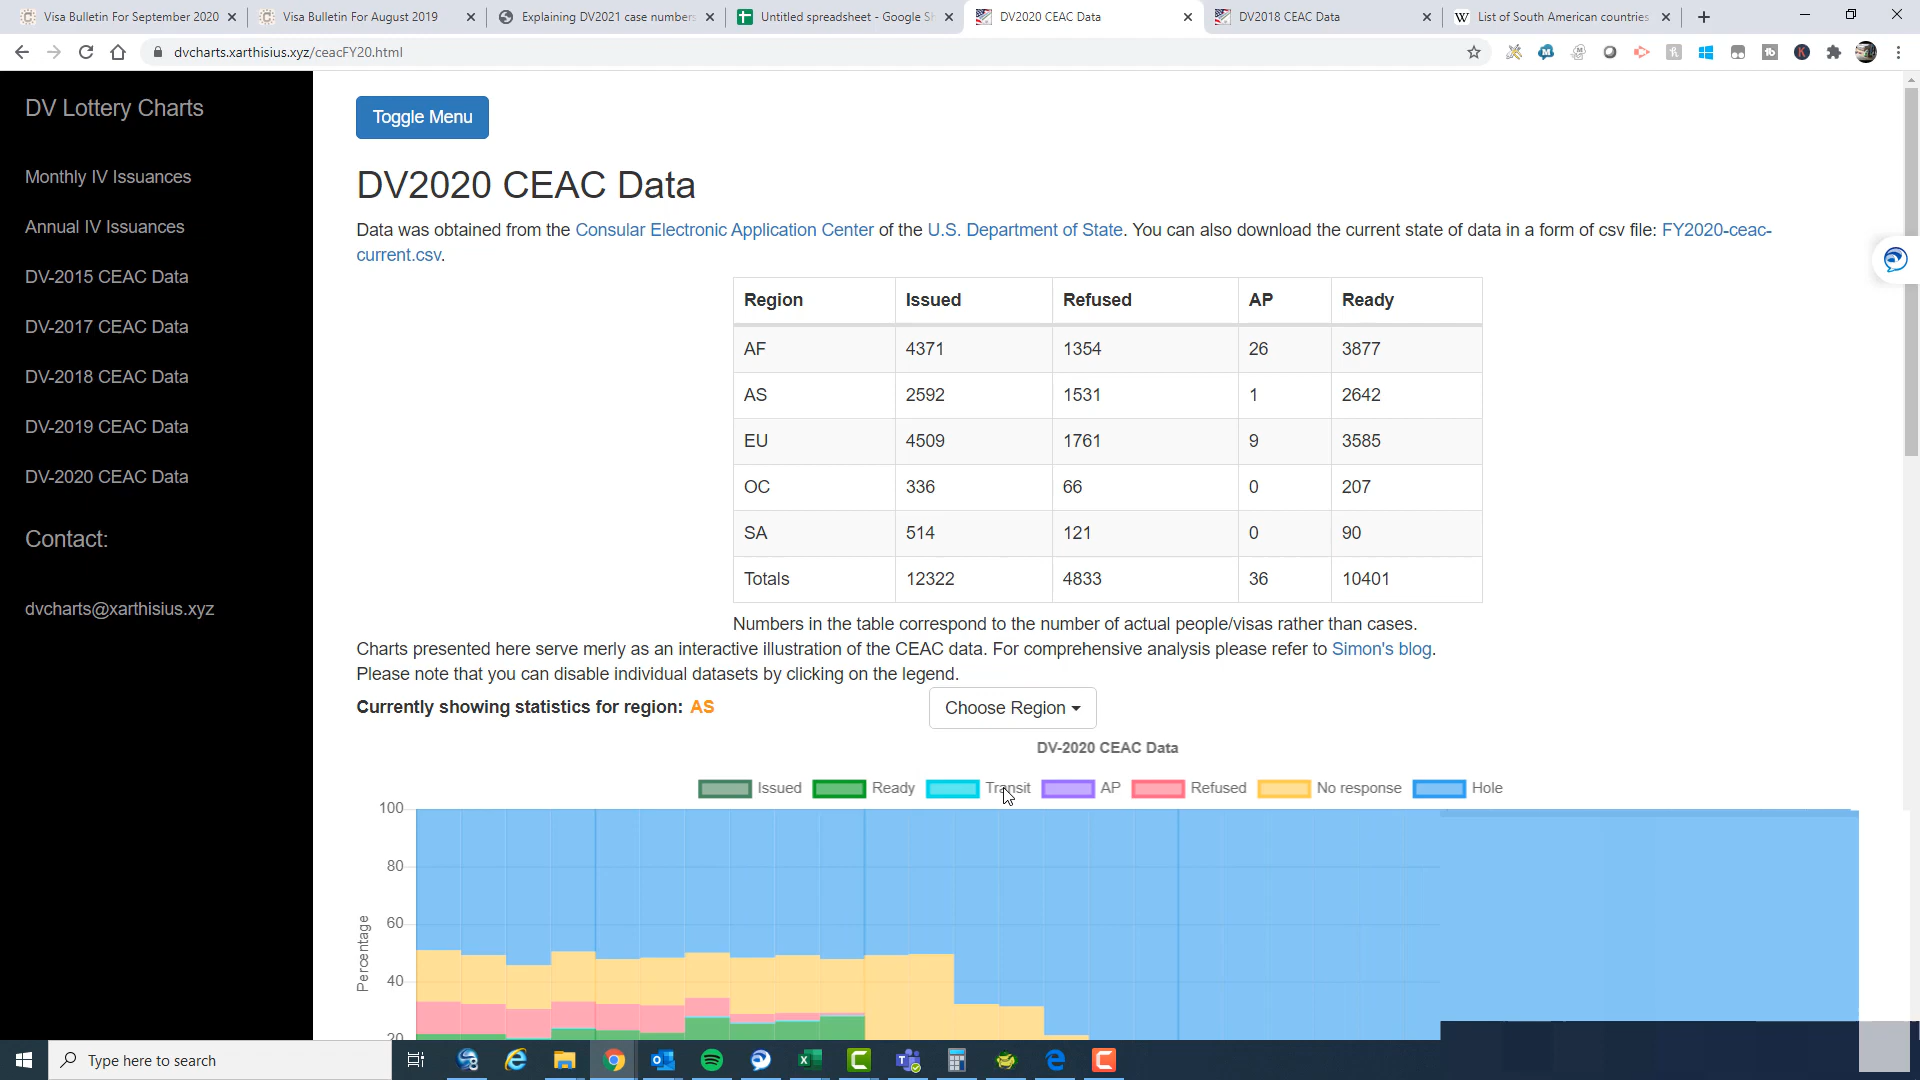 Visa Bulletin For September 2020
Visa Bulletin For August 2019
Explaining DV2021 case numbers
Untitled spreadsheet - Google Sh
DV2020 CEAC Data
DV2018 CEAC Data
List of South American countries
dvcharts.xarthisius.xyz/ceacFY20.html
DV Lottery Charts
Monthly IV Issuances
Annual IV Issuances
DV-2015 CEAC Data
DV-2017 CEAC Data
DV-2018 CEAC Data
DV-2019 CEAC Data
DV-2020 CEAC Data
Contact:
dvcharts@xarthisius.xyz
Toggle Menu
DV2020 CEAC Data
Data was obtained from the Consular Electronic Application Center of the U.S. Department of State. You can also download the current state of data in a form of csv file: FY2020-ceac-
current.csv.
Region Issued Refused AP Ready
AF 4371 1354 26 3877
AS 2592 1531 1 2642
EU 4509 1761 9 3585
OC 336 66 0 207
SA 514 121 0 90
Totals 12322 4833 36 10401
Numbers in the table correspond to the number of actual people/visas rather than cases.
Charts presented here serve merly as an interactive illustration of the CEAC data. For comprehensive analysis please refer to Simon's blog.
Please note that you can disable individual datasets by clicking on the legend.
Currently showing statistics for region: AS
Choose Region
DV-2020 CEAC Data
Issued Ready Transit AP Refused No response Hole
100
80
60
40
20
Percentage
Type here to search